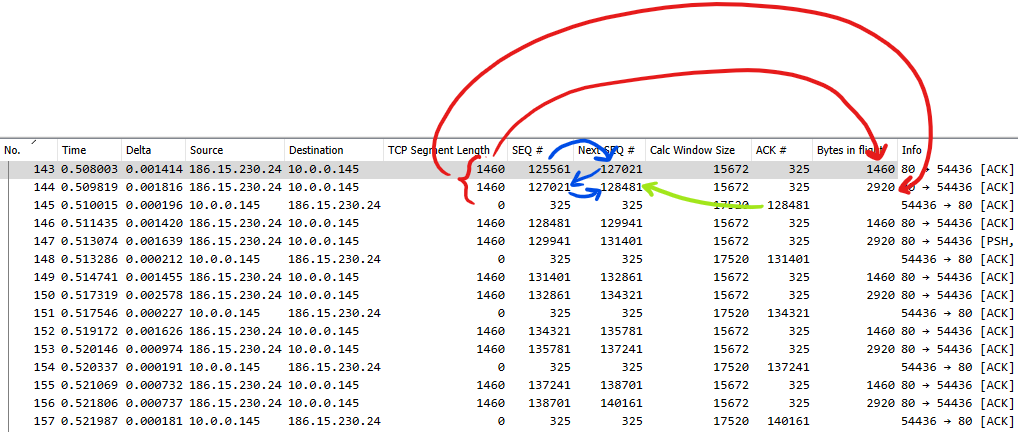 No. Time Delta Source Destination TCP Segment Length SEQ # Next SEQ # Calc Window Size ACK # Bytes in flight Info
143 0.508003 0.001414 186.15.230.24 10.0.0.145 1460 125561 127021 15672 325 1460 80 → 54436 [ACK]
144 0.509819 0.001816 186.15.230.24 10.0.0.145 1460 127021 128481 15672 325 2920 80 → 54436 [ACK]
145 0.510015 0.000196 10.0.0.145 186.15.230.24 0 325 325 17520 128481 54436 → 80 [ACK]
146 0.511435 0.001420 186.15.230.24 10.0.0.145 1460 128481 129941 15672 325 1460 80 → 54436 [ACK]
147 0.513074 0.001639 186.15.230.24 10.0.0.145 1460 129941 131401 15672 325 2920 80 → 54436 [PSH,
148 0.513286 0.000212 10.0.0.145 186.15.230.24 0 325 325 17520 131401 54436 → 80 [ACK]
149 0.514741 0.001455 186.15.230.24 10.0.0.145 1460 131401 132861 15672 325 1460 80 → 54436 [ACK]
150 0.517319 0.002578 186.15.230.24 10.0.0.145 1460 132861 134321 15672 325 2920 80 → 54436 [ACK]
151 0.517546 0.000227 10.0.0.145 186.15.230.24 0 325 325 17520 134321 54436 → 80 [ACK]
152 0.519172 0.001626 186.15.230.24 10.0.0.145 1460 134321 135781 15672 325 1460 80 → 54436 [ACK]
153 0.520146 0.000974 186.15.230.24 10.0.0.145 1460 135781 137241 15672 325 2920 80 → 54436 [ACK]
154 0.520337 0.000191 10.0.0.145 186.15.230.24 0 325 325 17520 137241 54436 → 80 [ACK]
155 0.521069 0.000732 186.15.230.24 10.0.0.145 1460 137241 138701 15672 325 1460 80 → 54436 [ACK]
156 0.521806 0.000737 186.15.230.24 10.0.0.145 1460 138701 140161 15672 325 2920 80 → 54436 [ACK]
157 0.521987 0.000181 10.0.0.145 186.15.230.24 0 325 325 17520 140161 54436 → 80 [ACK]